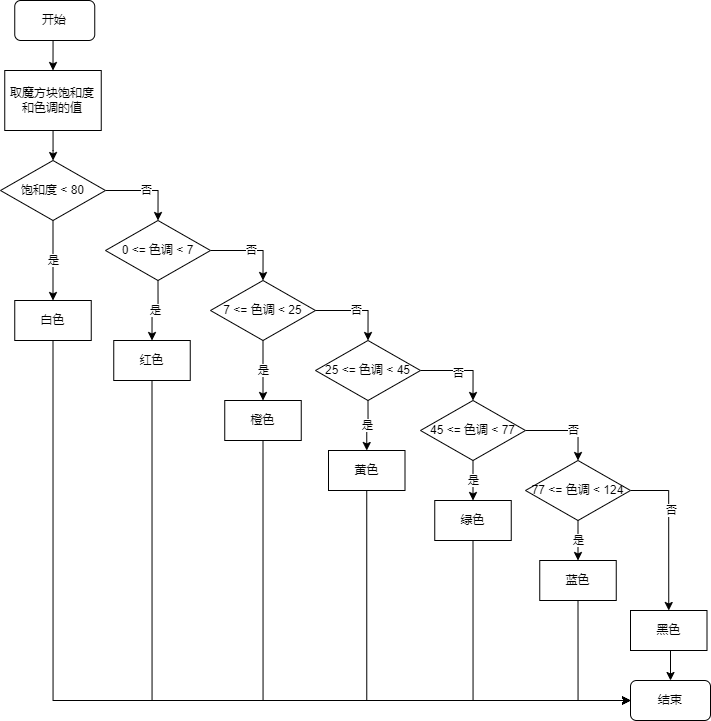 开始
取魔方块饱和度
和色调的值
饱和度 < 80
否
是
白色
0 <= 色调 < 7
否
是
红色
7 <= 色调 < 25
否
是
橙色
25 <= 色调 < 45
否
是
黄色
45 <= 色调 < 77
否
是
绿色
77 <= 色调 < 124
否
是
蓝色
黑色
结束